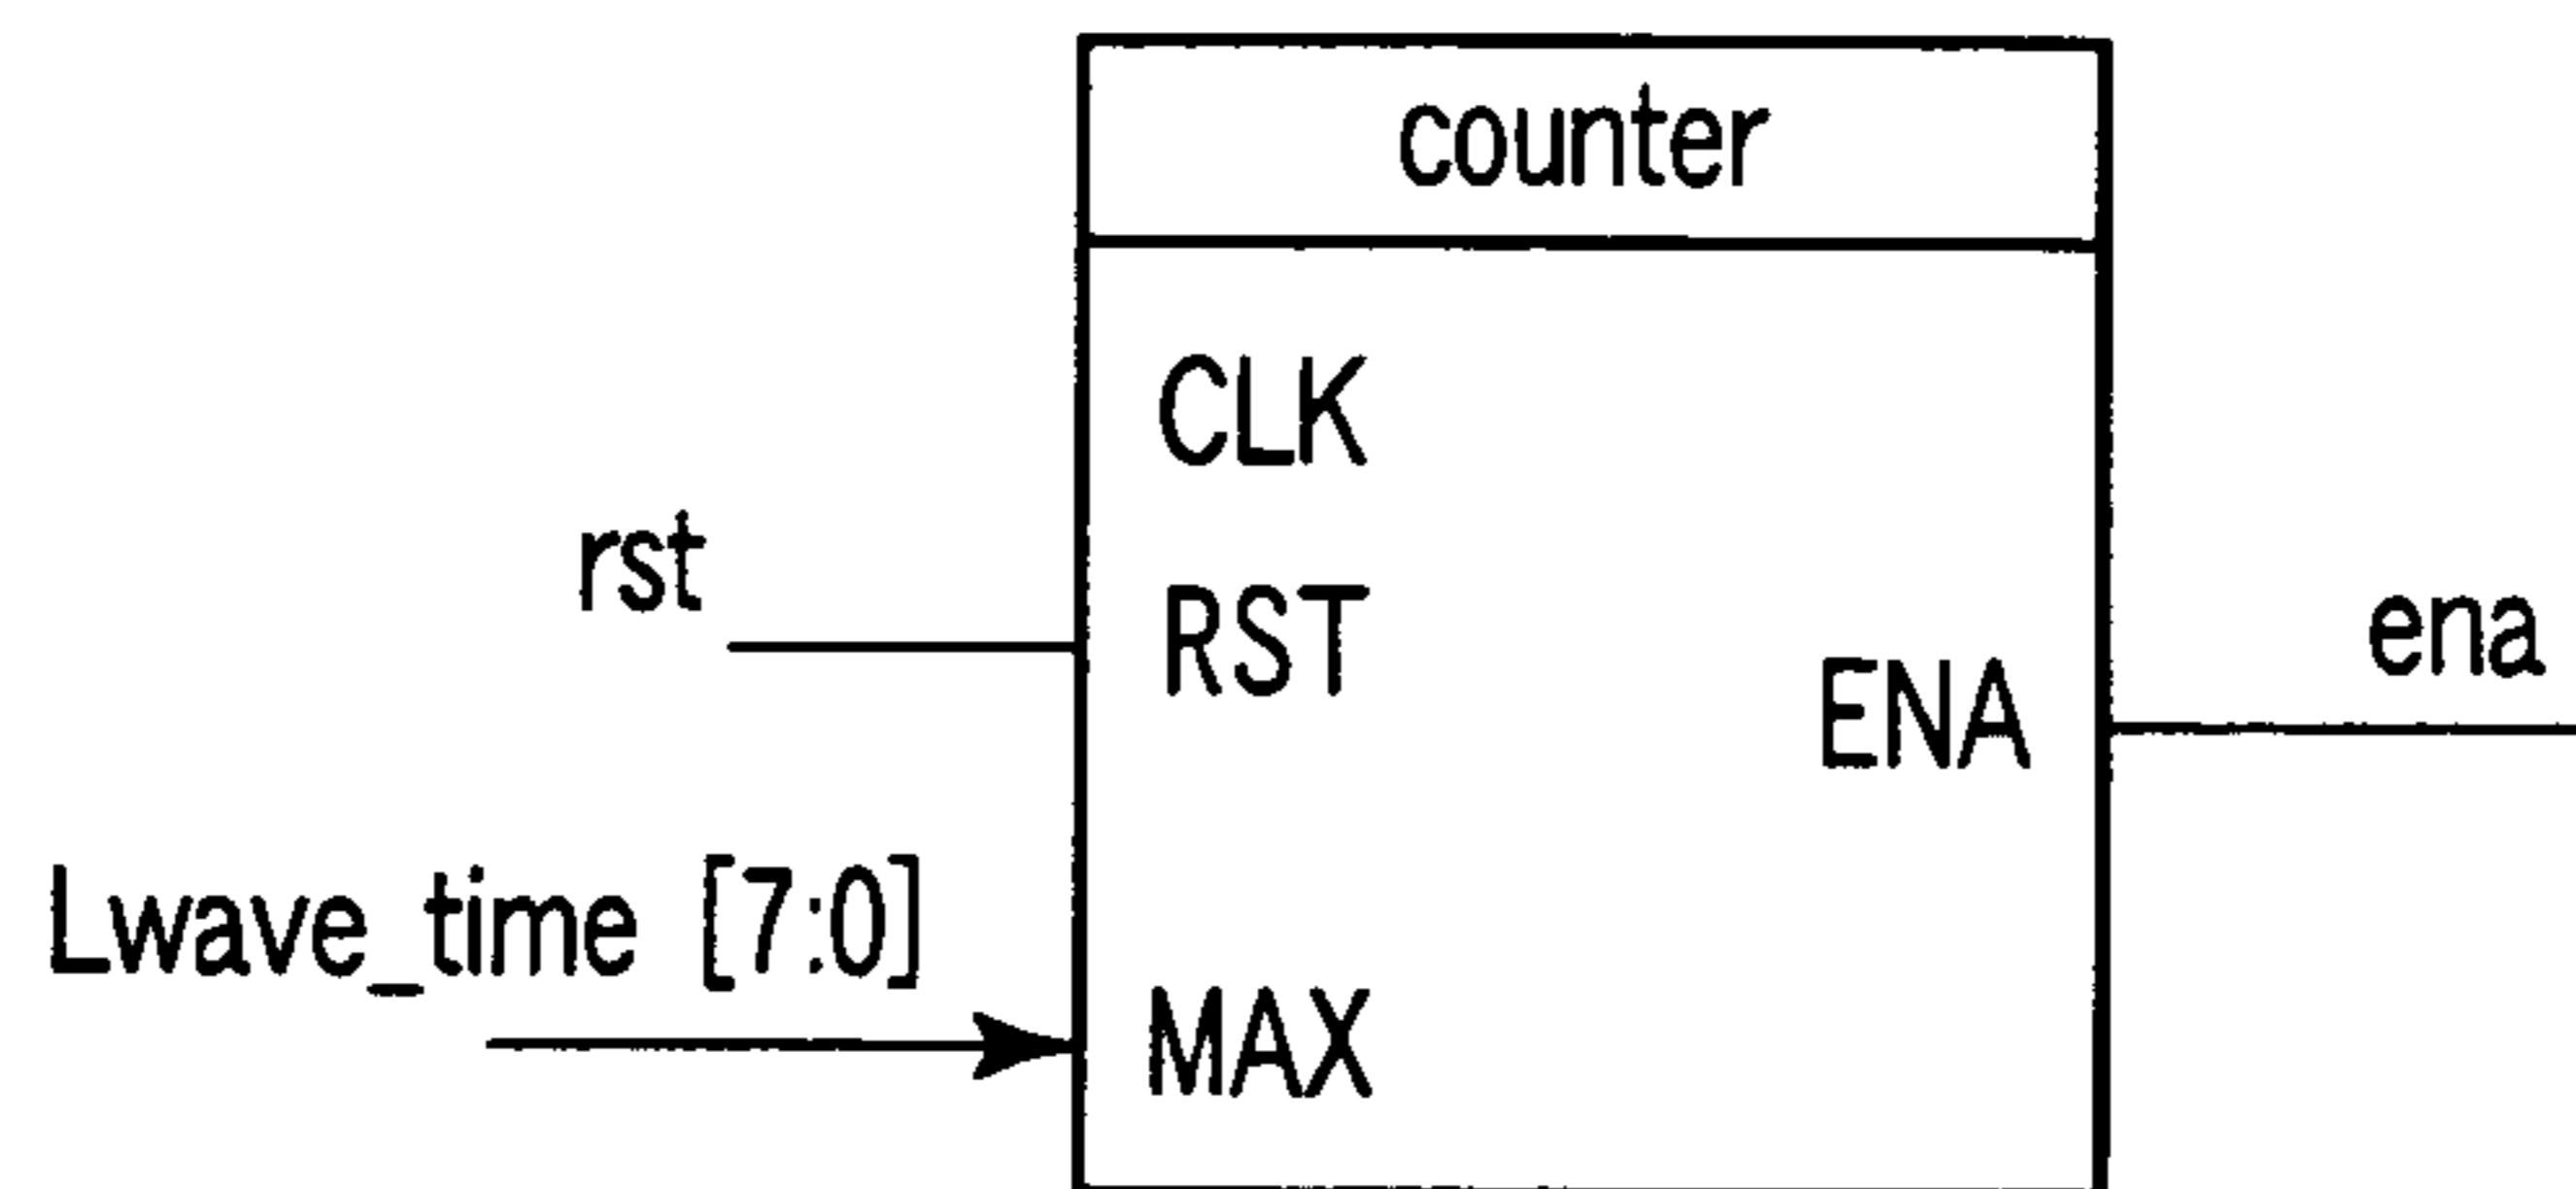 counter
CLK
rst
RST
ENA
ena
Lwave_time [7:0]
MAX